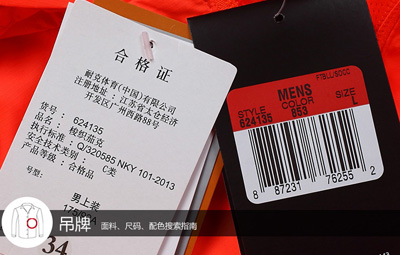 合格证
耐克体育(中国)有限公司
注册地址：江苏省太仓经济
开发区广州西路88号
货号： 624135
品名： 梭织茄克
执行标准：Q/320585 NKY 101-2013
安全技术类别： C类
产品等级：合格品
号型：
男上装
34
FTSLL/SDCC
MENS
STYLE COLOR SIZE
624135 853 L
8 87231 76255 2
吊牌 面料、尺码、配色搜索指南